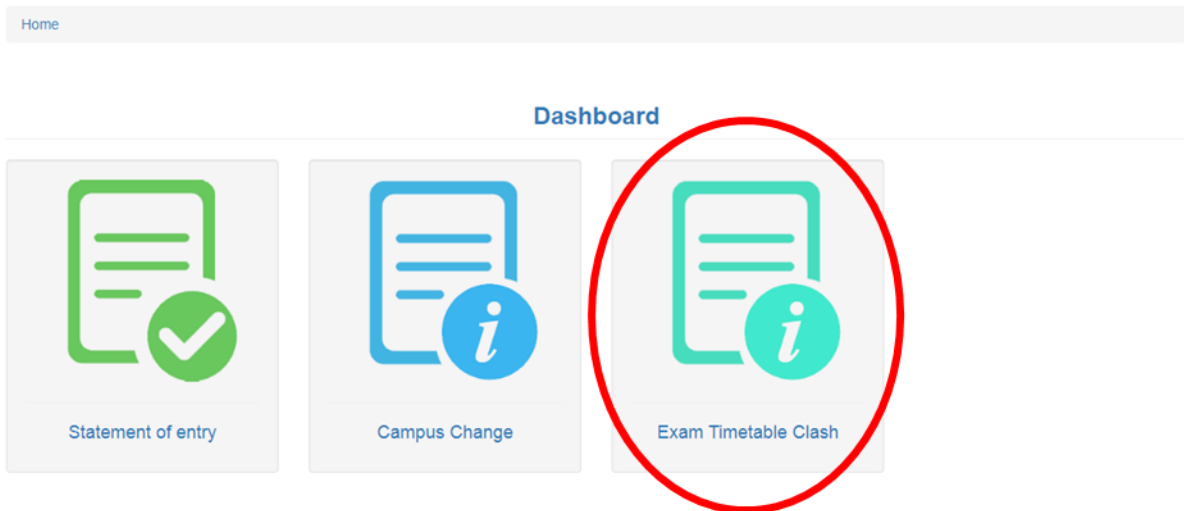 Home
Dashboard
Statement of entry
Campus Change
Exam Timetable Clash